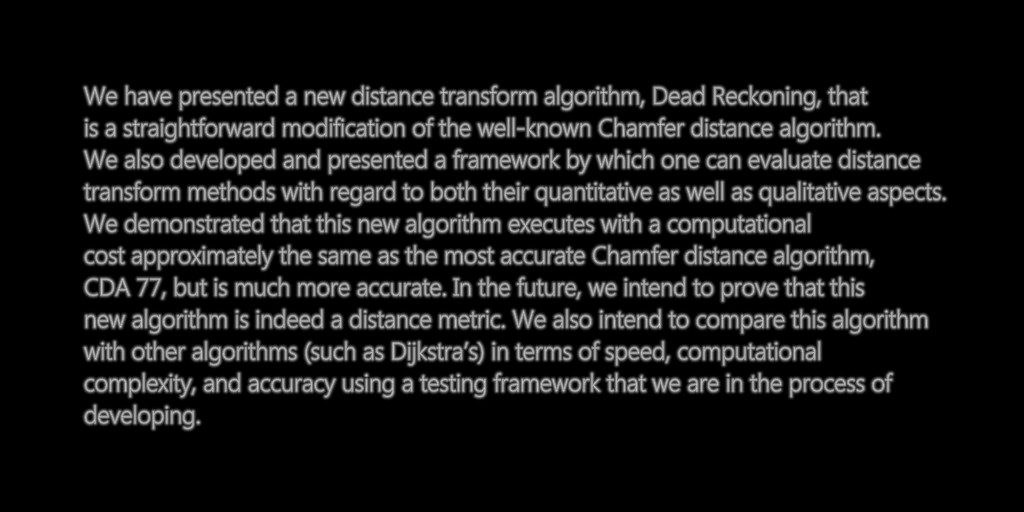 We have presented a new distance transform algorithm, Dead Reckoning, that
is a straightforward modification of the well-known Chamfer distance algorithm.
We also developed and presented a framework by which one can evaluate distance
transform methods with regard to both their quantitative as well as qualitative aspects.
We demonstrated that this new algorithm executes with a computational
cost approximately the same as the most accurate Chamfer distance algorithm,
CDA 77, but is much more accurate. In the future, we intend to prove that this
new algorithm is indeed a distance metric. We also intend to compare this algorithm
with other algorithms (such as Dijkstra’s) in terms of speed, computational
complexity, and accuracy using a testing framework that we are in the process of
developing.